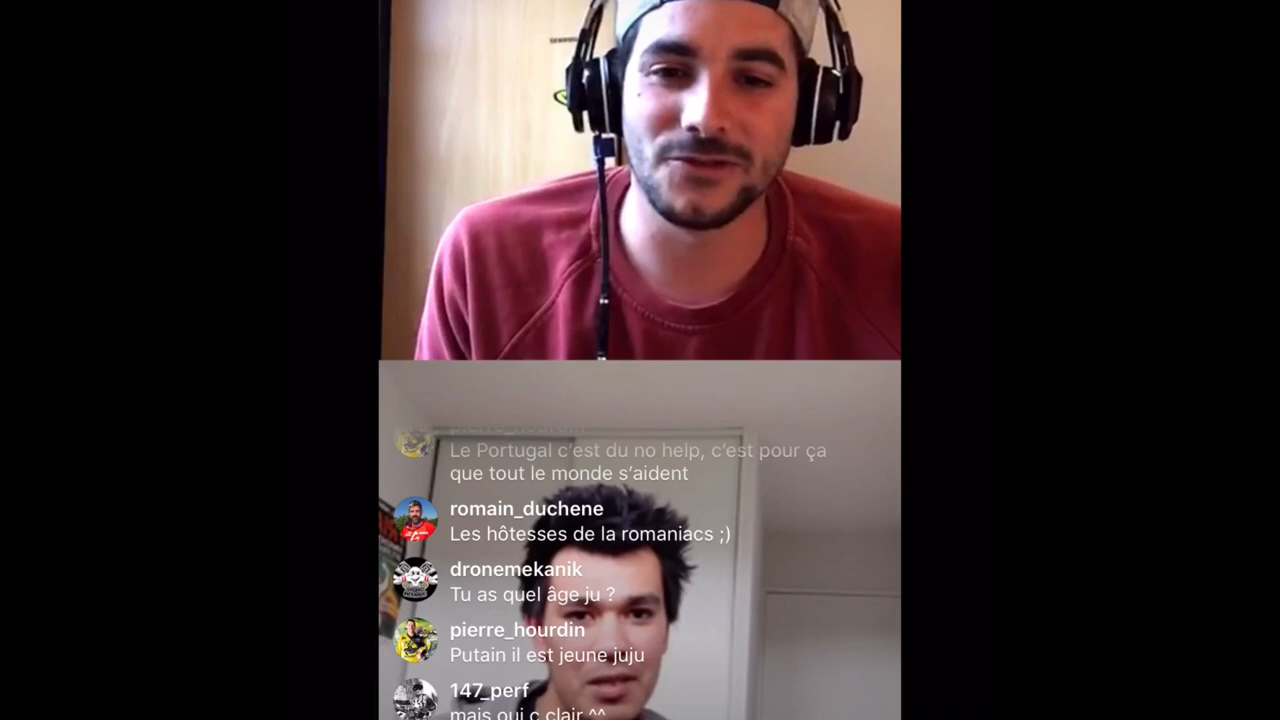 pierre_hourdin
Le Portugal c'est du no help, c'est pour ça
que tout le monde s'aident
romain_duchene
Les hôtesses de la romaniacs ;)
dronemekanik
Tu as quel âge ju ?
pierre_hourdin
Putain il est jeune juju
147_perf
mais oui c clair ^^